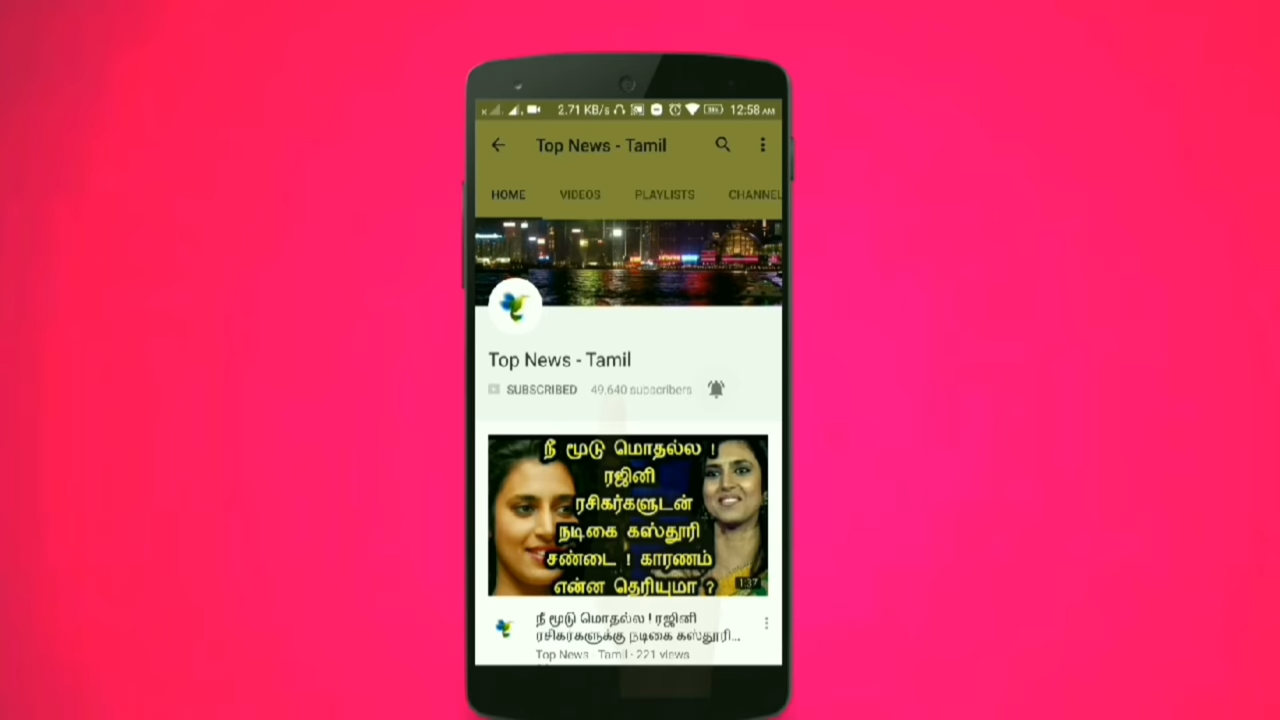 2.71 KB/s 12:58 AM
Top News - Tamil
HOME VIDEOS PLAYLISTS CHANNEL
Top News - Tamil
SUBSCRIBED 49,640 subscribers
நீ மூடு மொதல்ல !
ரஜினி
ரசிகர்களுடன்
நடிகை கஸ்தூரி
சண்டை ! காரணம்
என்ன தெரியுமா ?
1:37
நீ மூடு மொதல்ல ! ரஜினி
ரசிகர்களுக்கு நடிகை கஸ்தூரி...
Top News - Tamil · 221 views